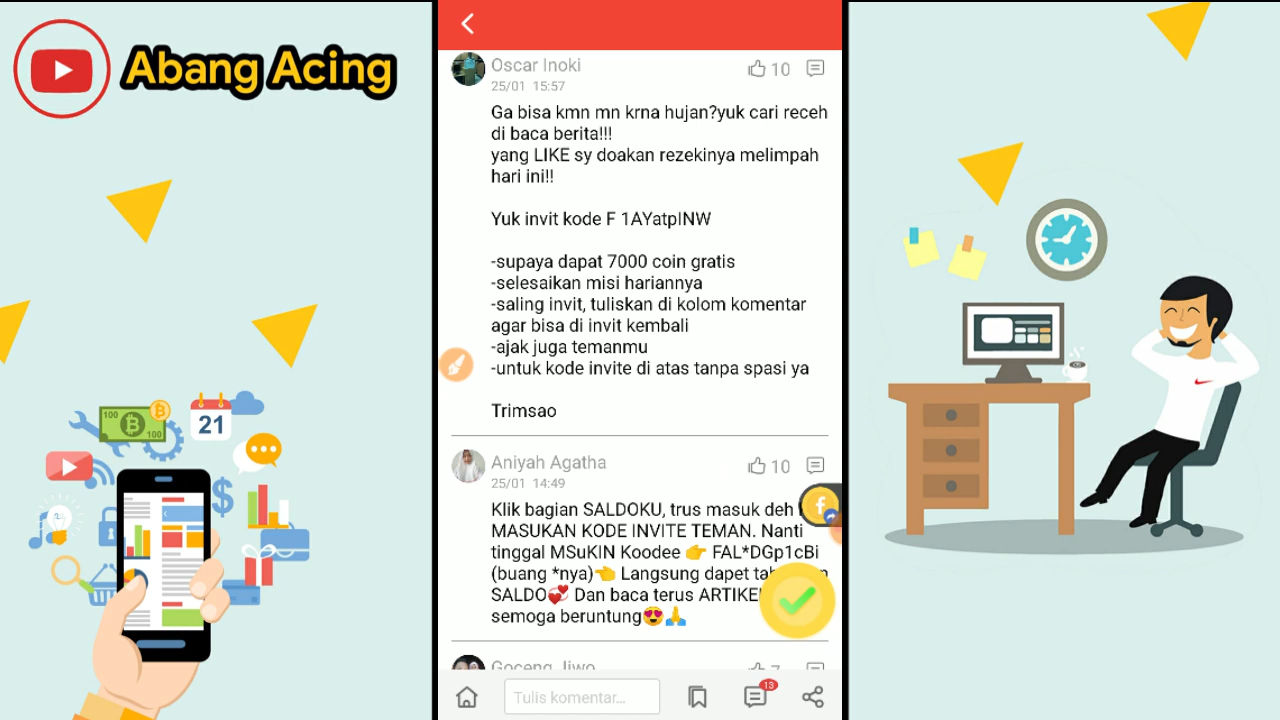 Abang Acing
Oscar Inoki
10
25/01 15:57
Ga bisa kmn mn krna hujan?yuk cari receh
di baca berita!!!
yang LIKE sy doakan rezekinya melimpah
hari ini!!
Yuk invit kode F 1AYatpINW
-supaya dapat 7000 coin gratis
-selesaikan misi hariannya
-saling invit, tuliskan di kolom komentar
agar bisa di invit kembali
-ajak juga temanmu
-untuk kode invite di atas tanpa spasi ya
Trimsao
Aniyah Agatha
10
25/01 14:49
Klik bagian SALDOKU, trus masuk deh
MASUKAN KODE INVITE TEMAN. Nanti
tinggal MSuKIN Koodee 👉 FAL*DGp1cBi
(buang *nya)👈 Langsung dapet
SALDO💞 Dan baca terus
semoga beruntung😍🙏
Goceng Jiwo
7
Tulis komentar...
13
100
100
21